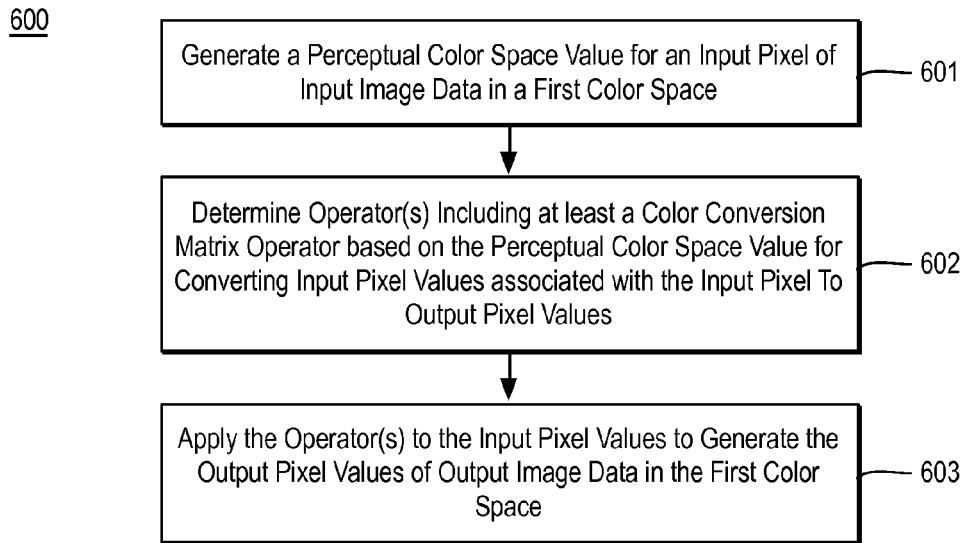 600
Generate a Perceptual Color Space Value for an Input Pixel of
Input Image Data in a First Color Space
601
Determine Operator(s) Including at least a Color Conversion
Matrix Operator based on the Perceptual Color Space Value for
Converting Input Pixel Values associated with the Input Pixel To
Output Pixel Values
602
Apply the Operator(s) to the Input Pixel Values to Generate the
Output Pixel Values of Output Image Data in the First Color
Space
603